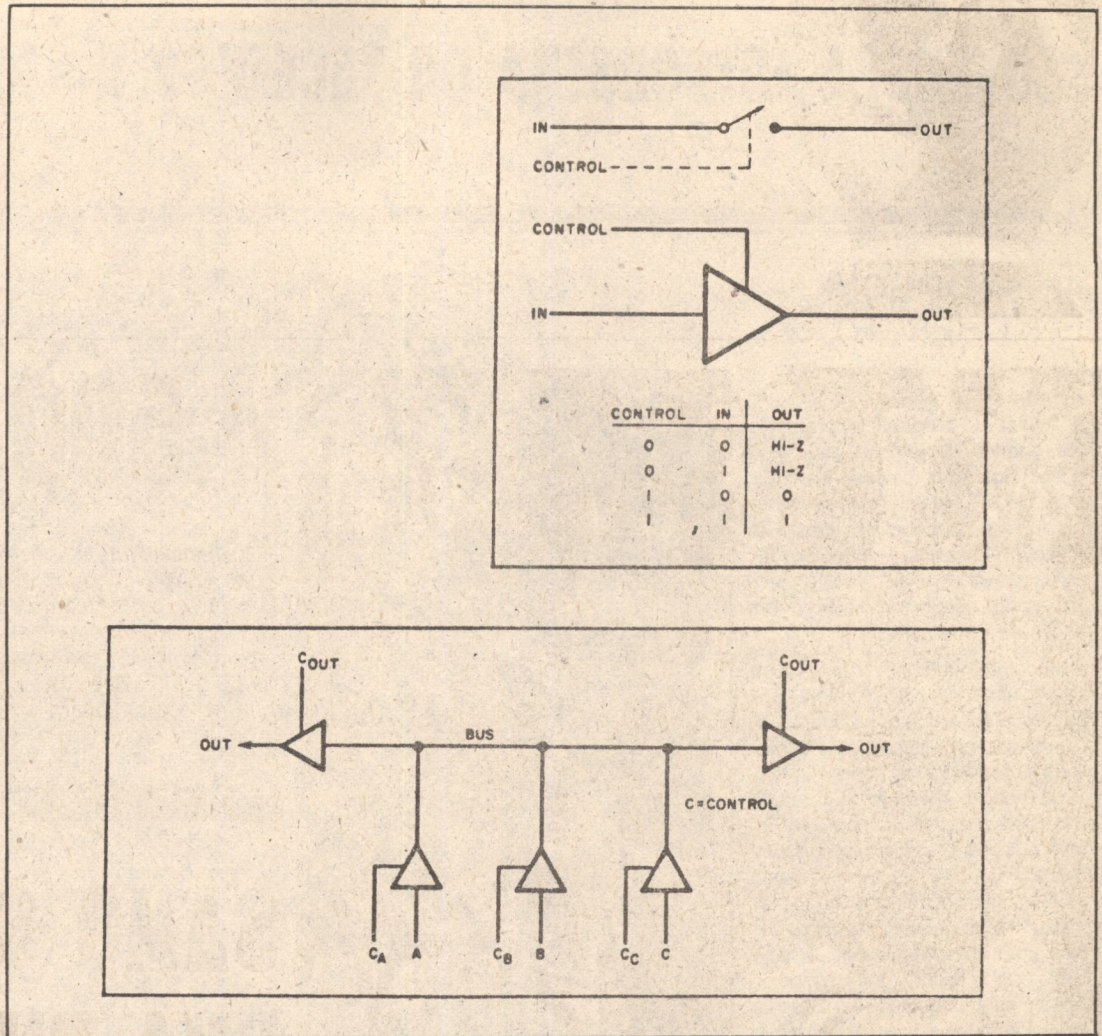 IN OUT
CONTROL
CONTROL
IN OUT
CONTROL IN OUT
0 0 HI-Z
0 1 HI-Z
1 0 0
1 1 1
COUT COUT
OUT BUS OUT
C=CONTROL
CA A CB B CC C